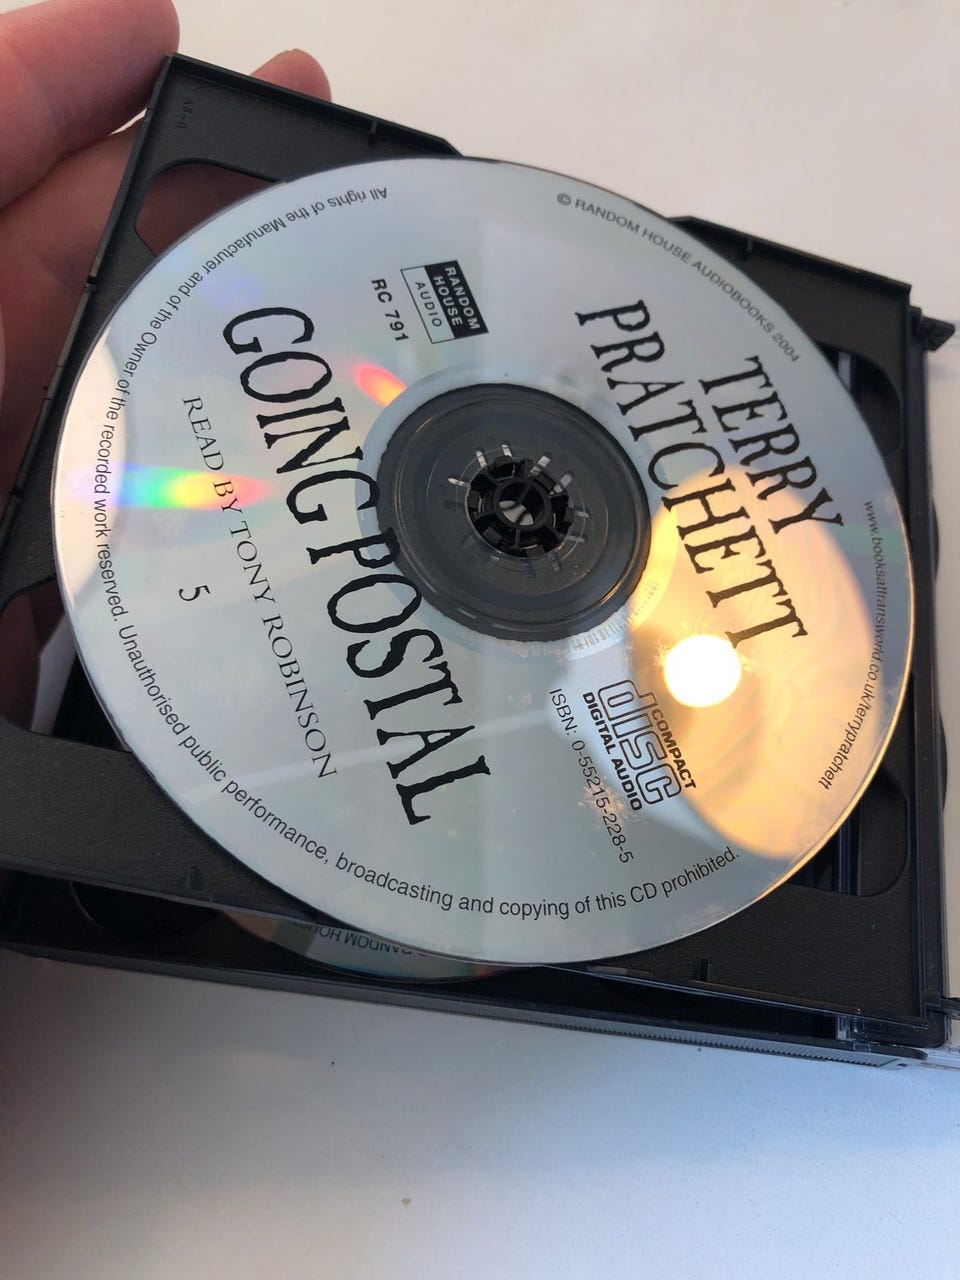 TERRY
PRATCHETT
GOING POSTAL
READ BY TONY ROBINSON
5
RANDOM
HOUSE
AUDIO
RC 791
COMPACT
disc
DIGITAL AUDIO
ISBN: 0-55215-228-5
© RANDOM HOUSE AUDIOBOOKS 2004
www.booksattransworld.co.uk/terrypratchett
All rights of the Manufacturer and of the Owner of the recorded work reserved. Unauthorised public performance, broadcasting and copying of this CD prohibited.
RANDOM